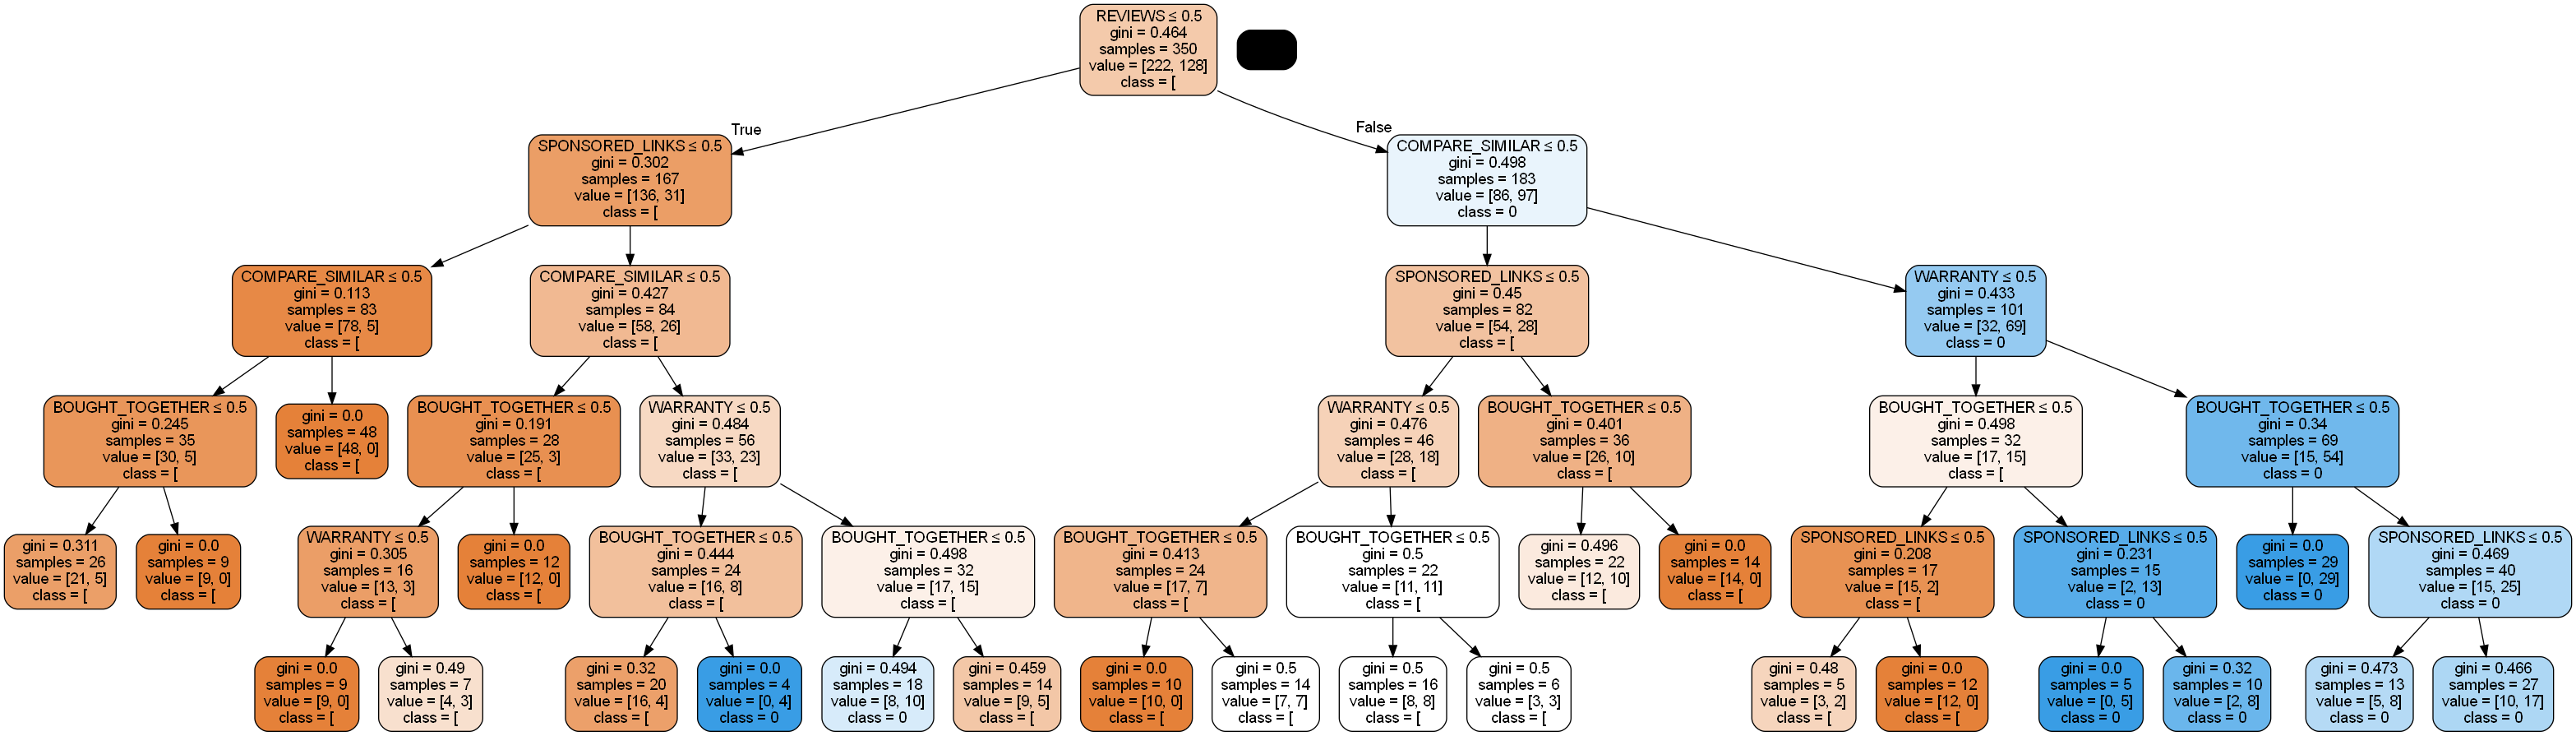 REVIEWS ≤ 0.5
gini = 0.464
samples = 350
value = [222, 128]
class = [
True
False
SPONSORED_LINKS ≤ 0.5
gini = 0.302
samples = 167
value = [136, 31]
class = [
COMPARE_SIMILAR ≤ 0.5
gini = 0.498
samples = 183
value = [86, 97]
class = 0
COMPARE_SIMILAR ≤ 0.5
gini = 0.113
samples = 83
value = [78, 5]
class = [
COMPARE_SIMILAR ≤ 0.5
gini = 0.427
samples = 84
value = [58, 26]
class = [
SPONSORED_LINKS ≤ 0.5
gini = 0.45
samples = 82
value = [54, 28]
class = [
WARRANTY ≤ 0.5
gini = 0.433
samples = 101
value = [32, 69]
class = 0
BOUGHT_TOGETHER ≤ 0.5
gini = 0.245
samples = 35
value = [30, 5]
class = [
gini = 0.0
samples = 48
value = [48, 0]
class = [
BOUGHT_TOGETHER ≤ 0.5
gini = 0.191
samples = 28
value = [25, 3]
class = [
WARRANTY ≤ 0.5
gini = 0.484
samples = 56
value = [33, 23]
class = [
WARRANTY ≤ 0.5
gini = 0.476
samples = 46
value = [28, 18]
class = [
BOUGHT_TOGETHER ≤ 0.5
gini = 0.401
samples = 36
value = [26, 10]
class = [
BOUGHT_TOGETHER ≤ 0.5
gini = 0.498
samples = 32
value = [17, 15]
class = [
BOUGHT_TOGETHER ≤ 0.5
gini = 0.34
samples = 69
value = [15, 54]
class = 0
gini = 0.311
samples = 26
value = [21, 5]
class = [
gini = 0.0
samples = 9
value = [9, 0]
class = [
WARRANTY ≤ 0.5
gini = 0.305
samples = 16
value = [13, 3]
class = [
gini = 0.0
samples = 12
value = [12, 0]
class = [
BOUGHT_TOGETHER ≤ 0.5
gini = 0.444
samples = 24
value = [16, 8]
class = [
BOUGHT_TOGETHER ≤ 0.5
gini = 0.498
samples = 32
value = [17, 15]
class = [
BOUGHT_TOGETHER ≤ 0.5
gini = 0.413
samples = 24
value = [17, 7]
class = [
BOUGHT_TOGETHER ≤ 0.5
gini = 0.5
samples = 22
value = [11, 11]
class = [
gini = 0.496
samples = 22
value = [12, 10]
class = [
gini = 0.0
samples = 14
value = [14, 0]
class = [
SPONSORED_LINKS ≤ 0.5
gini = 0.208
samples = 17
value = [15, 2]
class = [
SPONSORED_LINKS ≤ 0.5
gini = 0.231
samples = 15
value = [2, 13]
class = 0
gini = 0.0
samples = 29
value = [0, 29]
class = 0
SPONSORED_LINKS ≤ 0.5
gini = 0.469
samples = 40
value = [15, 25]
class = 0
gini = 0.0
samples = 9
value = [9, 0]
class = [
gini = 0.49
samples = 7
value = [4, 3]
class = [
gini = 0.32
samples = 20
value = [16, 4]
class = [
gini = 0.0
samples = 4
value = [0, 4]
class = 0
gini = 0.494
samples = 18
value = [8, 10]
class = 0
gini = 0.459
samples = 14
value = [9, 5]
class = [
gini = 0.0
samples = 10
value = [10, 0]
class = [
gini = 0.5
samples = 14
value = [7, 7]
class = [
gini = 0.5
samples = 16
value = [8, 8]
class = [
gini = 0.5
samples = 6
value = [3, 3]
class = [
gini = 0.48
samples = 5
value = [3, 2]
class = [
gini = 0.0
samples = 12
value = [12, 0]
class = [
gini = 0.0
samples = 5
value = [0, 5]
class = 0
gini = 0.32
samples = 10
value = [2, 8]
class = 0
gini = 0.473
samples = 13
value = [5, 8]
class = 0
gini = 0.466
samples = 27
value = [10, 17]
class = 0